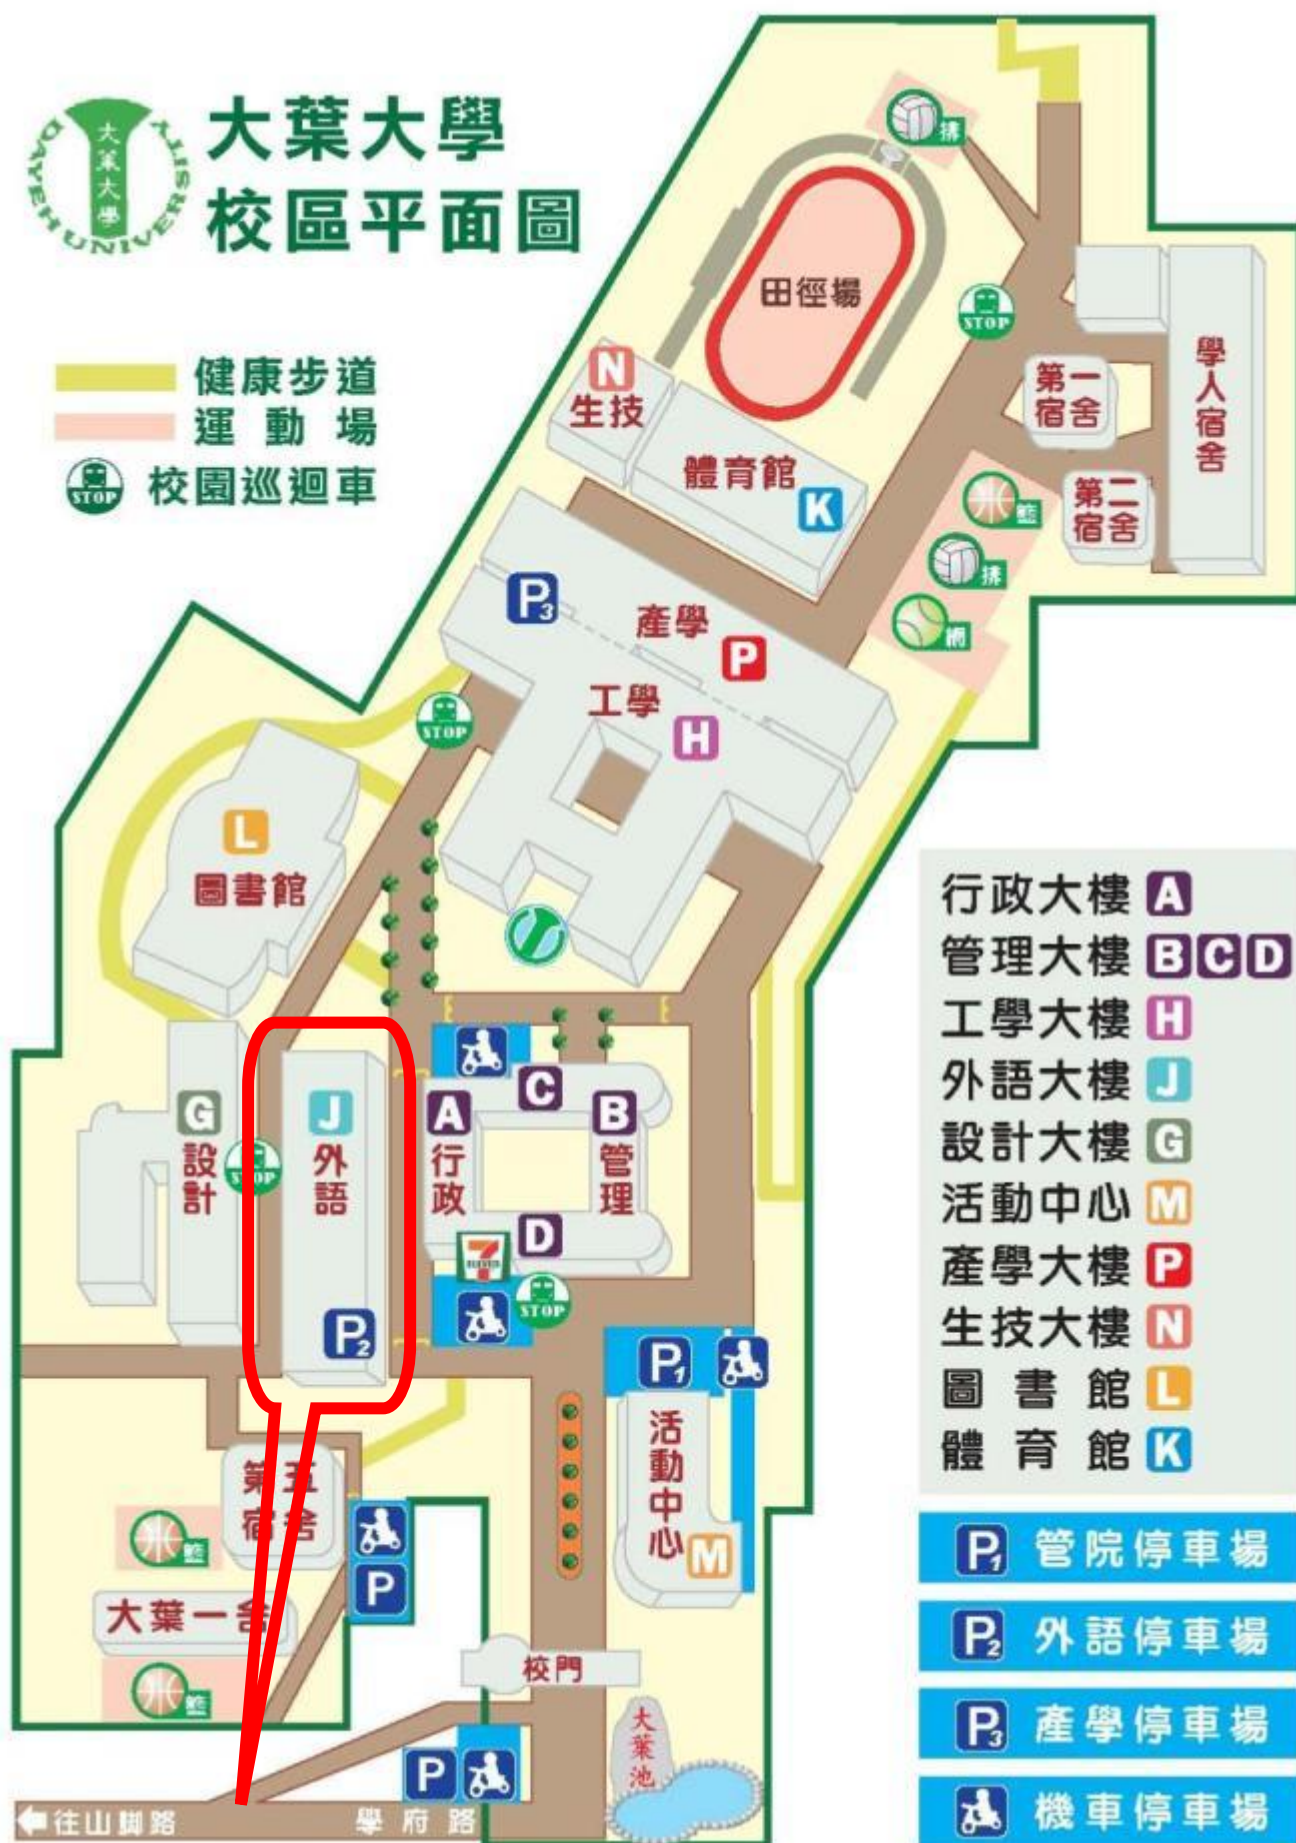 大葉大學
校區平面圖
大葉大學
DAYEH UNIVERSITY
健康步道
運動場
STOP 校園巡迴車
排
田徑場
STOP
N
生技
體育館
K
第一
宿舍
第二
宿舍
學人宿舍
籃
排
網
P3
產學
P
工學
H
STOP
L
圖書館
G
設計
STOP
J
外語
P2
A
行政
C
B
管理
D
7
ELEVEN
STOP
P1
活動中心
M
第五
宿舍
籃
P
大葉一舍
籃
校門
大葉池
P
往山腳路
學府路
行政大樓 A
管理大樓 B C D
工學大樓 H
外語大樓 J
設計大樓 G
活動中心 M
產學大樓 P
生技大樓 N
圖書館 L
體育館 K
P1 管院停車場
P2 外語停車場
P3 產學停車場
機車停車場